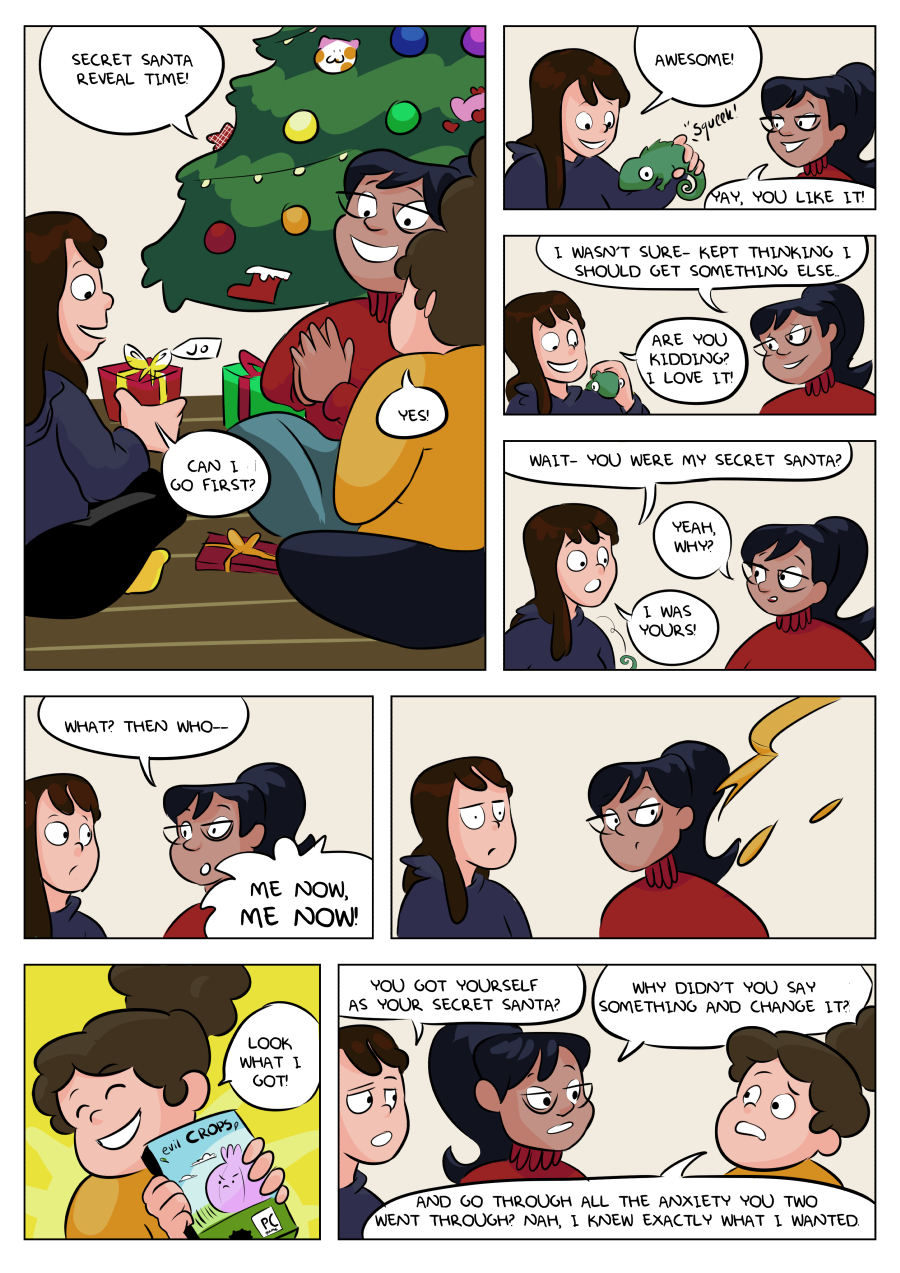 SECRET SANTA
REVEAL TIME!
JO
YES!
CAN I
GO FIRST?
AWESOME!
"SQUEEK!"
YAY, YOU LIKE IT!
I WASN'T SURE- KEPT THINKING I
SHOULD GET SOMETHING ELSE..
ARE YOU
KIDDING?
I LOVE IT!
WAIT- YOU WERE MY SECRET SANTA?
YEAH,
WHY?
I WAS
YOURS!
WHAT? THEN WHO--
ME NOW,
ME NOW!
LOOK
WHAT I
GOT!
evil CROPS
PC
YOU GOT YOURSELF
AS YOUR SECRET SANTA?
WHY DIDN'T YOU SAY
SOMETHING AND CHANGE IT?
AND GO THROUGH ALL THE ANXIETY YOU TWO
WENT THROUGH? NAH, I KNEW EXACTLY WHAT I WANTED.